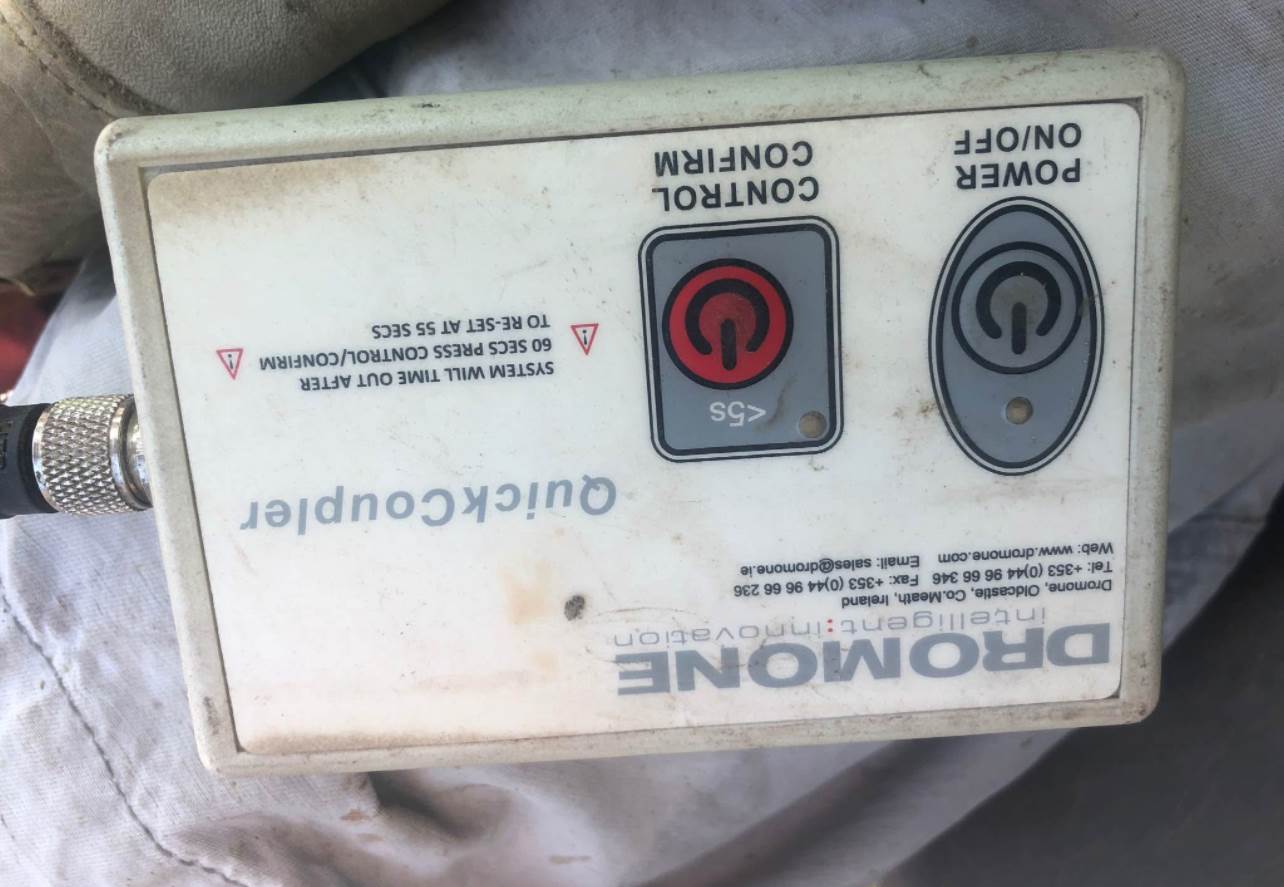 DROMONE
intelligent:innovation
Dromone, Oldcastle, Co.Meath, Ireland
Tel: +353 (0)44 96 66 346 Fax: +353 (0)44 96 66 236
Web: www.dromone.com Email: sales@dromone.ie
QuickCoupler
<5s
POWER
ON/OFF
CONTROL
CONFIRM
SYSTEM WILL TIME OUT AFTER
60 SECS PRESS CONTROL/CONFIRM
TO RE-SET AT 55 SECS